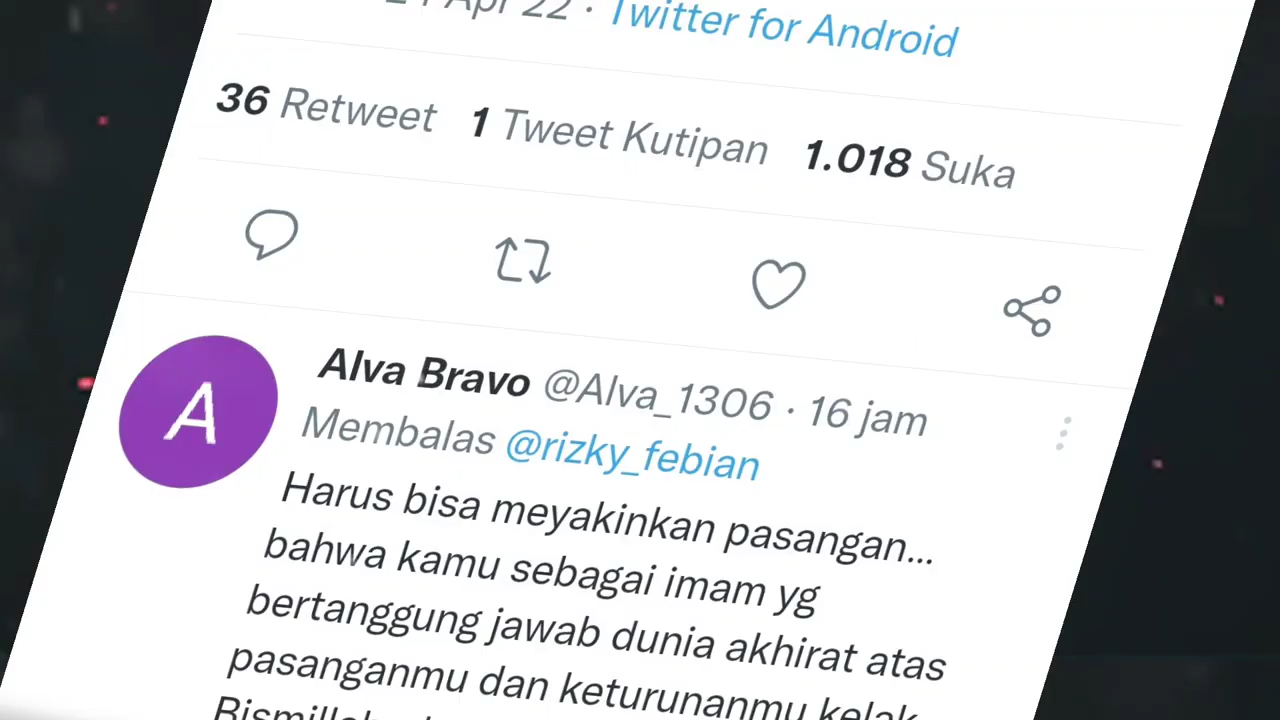 Apr 22 · Twitter for Android
36 Retweet 1 Tweet Kutipan 1.018 Suka
A
Alva Bravo @Alva_1306 · 16 jam
Membalas @rizky_febian
Harus bisa meyakinkan pasangan...
bahwa kamu sebagai imam yg
bertanggung jawab dunia akhirat atas
pasanganmu dan keturunanmu kelak